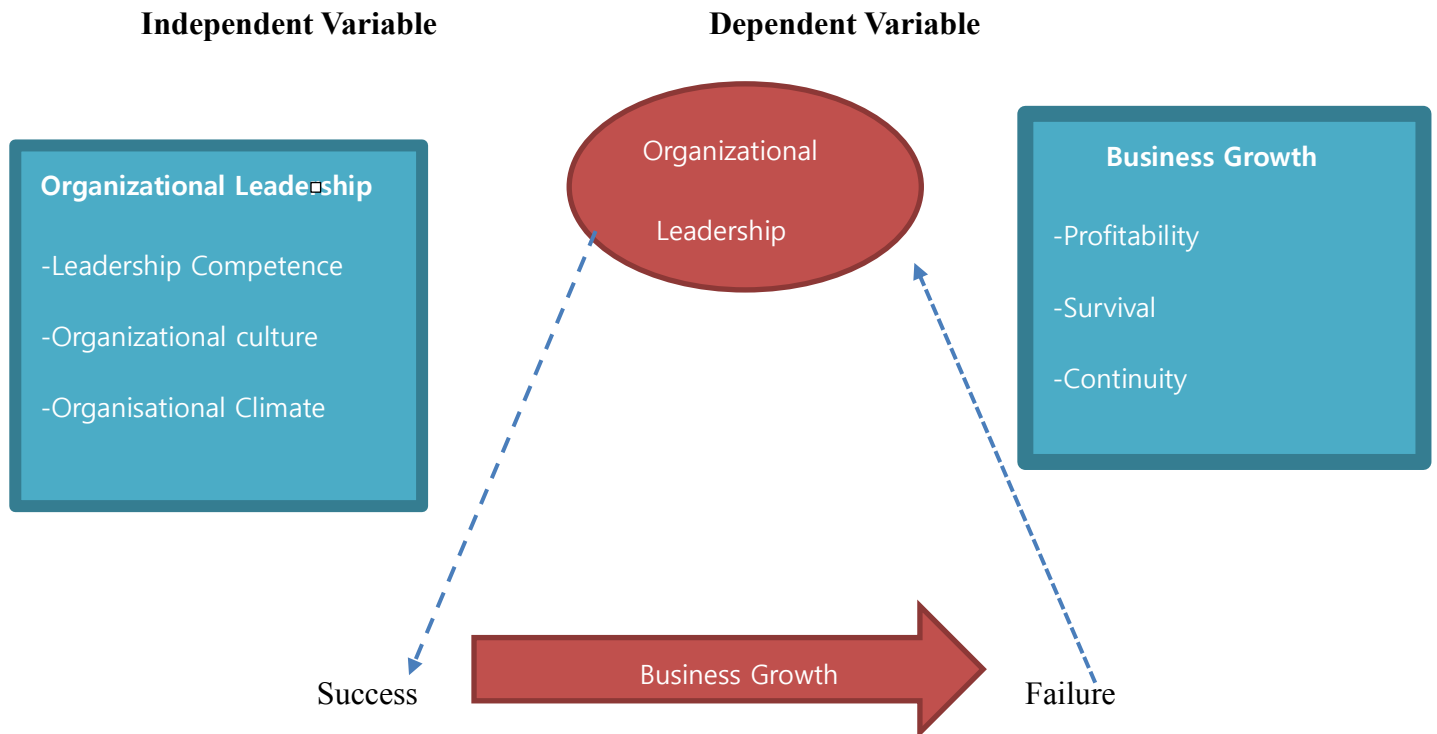 Independent Variable
Dependent Variable
Organizational Leadership
-Leadership Competence
-Organizational culture
-Organisational Climate
Organizational
Leadership
Business Growth
-Profitability
-Survival
-Continuity
Success
Business Growth
Failure